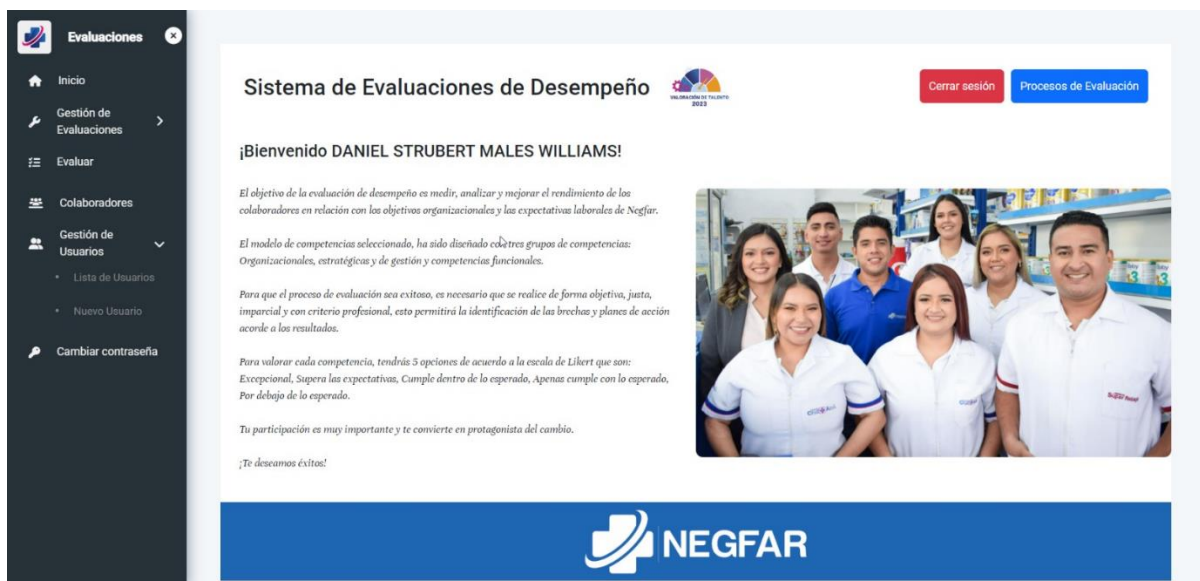 Evaluaciones
Inicio
Gestión de
Evaluaciones
Evaluar
Colaboradores
Gestión de
Usuarios
Lista de Usuarios
Nuevo Usuario
Cambiar contraseña
Sistema de Evaluaciones de Desempeño
VALORACIÓN DE TALENTO
2023
Cerrar sesión
Procesos de Evaluación
¡Bienvenido DANIEL STRUBERT MALES WILLIAMS!
El objetivo de la evaluación de desempeño es medir, analizar y mejorar el rendimiento de los
colaboradores en relación con los objetivos organizacionales y las expectativas laborales de Negfar.
El modelo de competencias seleccionado, ha sido diseñado con tres grupos de competencias:
Organizacionales, estratégicas y de gestión y competencias funcionales.
Para que el proceso de evaluación sea exitoso, es necesario que se realice de forma objetiva, justa,
imparcial y con criterio profesional, esto permitirá la identificación de las brechas y planes de acción
acorde a los resultados.
Para valorar cada competencia, tendrás 5 opciones de acuerdo a la escala de Likert que son:
Excepcional, Supera las expectativas, Cumple dentro de lo esperado, Apenas cumple con lo esperado,
Por debajo de lo esperado.
Tu participación es muy importante y te convierte en protagonista del cambio.
¡Te deseamos éxitos!
NEGFAR